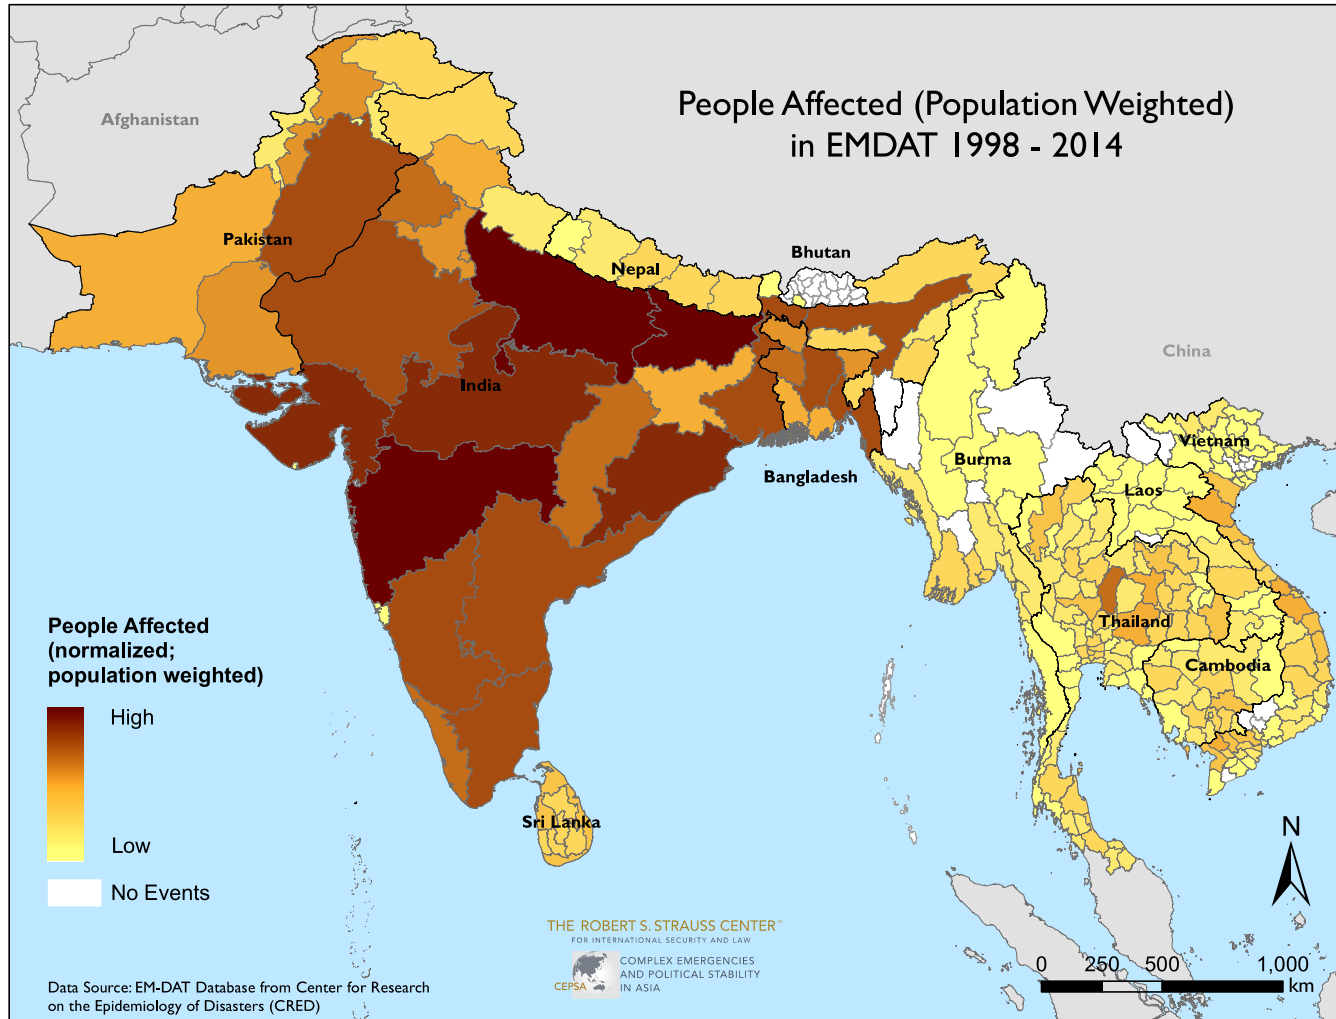 People Affected (Population Weighted)
in EMDAT 1998 - 2014
Afghanistan
Pakistan
Nepal
Bhutan
China
India
Bangladesh
Burma
Vietnam
Laos
Thailand
Cambodia
Sri Lanka
People Affected
(normalized;
population weighted)
High
Low
No Events
N
THE ROBERT S. STRAUSS CENTER™
FOR INTERNATIONAL SECURITY AND LAW
CEPSA
COMPLEX EMERGENCIES
AND POLITICAL STABILITY
IN ASIA
0 250 500 1,000
km
Data Source: EM-DAT Database from Center for Research
on the Epidemiology of Disasters (CRED)